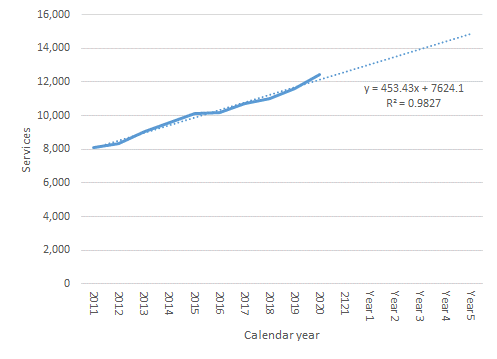 16,000
14,000
12,000
10,000
8,000
6,000
4,000
2,000
0
Services
y = 453.43x + 7624.1
R² = 0.9827
2011
2012
2013
2014
2015
2016
2017
2018
2019
2020
2121
Year 1
Year 2
Year 3
Year 4
Year 5
Calendar year